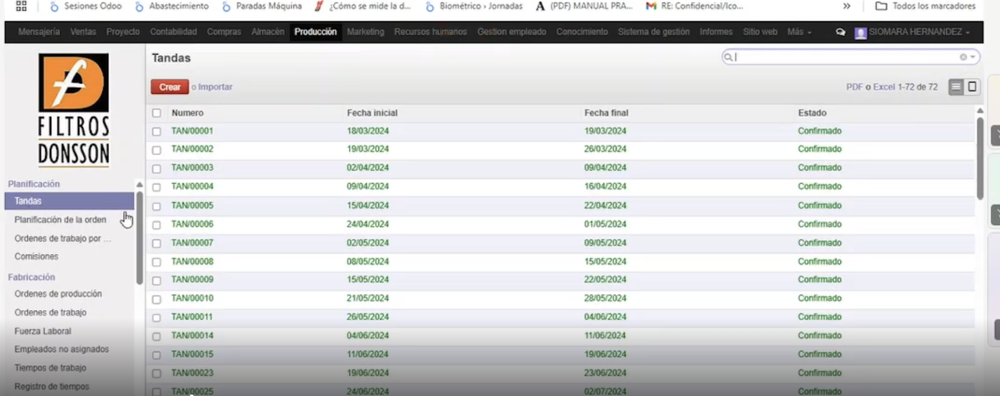 Sesiones Odoo Abastecimiento Paradas Máquina ¿Cómo se mide la d... Biométrico › Jornadas (PDF) MANUAL PRA... RE: Confidencial/Ico... » Todos los marcadores
Mensajería Ventas Proyecto Contabilidad Compras Almacén Producción Marketing Recursos humanos Gestion empleado Conocimiento Sistema de gestión Informes Sitio web Más SIOMARA HERNANDEZ
FILTROS
DONSSON
Planificación
Tandas
Planificación de la orden
Ordenes de trabajo por ...
Comisiones
Fabricación
Ordenes de producción
Ordenes de trabajo
Fuerza Laboral
Empleados no asignados
Tiempos de trabajo
Registro de tiempos
Tandas
Crear o Importar
PDF o Excel 1-72 de 72
Numero Fecha inicial Fecha final Estado
TAN/00001 18/03/2024 19/03/2024 Confirmado
TAN/00002 19/03/2024 26/03/2024 Confirmado
TAN/00003 02/04/2024 09/04/2024 Confirmado
TAN/00004 09/04/2024 16/04/2024 Confirmado
TAN/00005 15/04/2024 22/04/2024 Confirmado
TAN/00006 24/04/2024 01/05/2024 Confirmado
TAN/00007 02/05/2024 09/05/2024 Confirmado
TAN/00008 08/05/2024 15/05/2024 Confirmado
TAN/00009 15/05/2024 22/05/2024 Confirmado
TAN/00010 21/05/2024 28/05/2024 Confirmado
TAN/00011 26/05/2024 04/06/2024 Confirmado
TAN/00014 04/06/2024 11/06/2024 Confirmado
TAN/00015 11/06/2024 19/06/2024 Confirmado
TAN/00023 19/06/2024 23/06/2024 Confirmado
TAN/00025 24/06/2024 02/07/2024 Confirmado